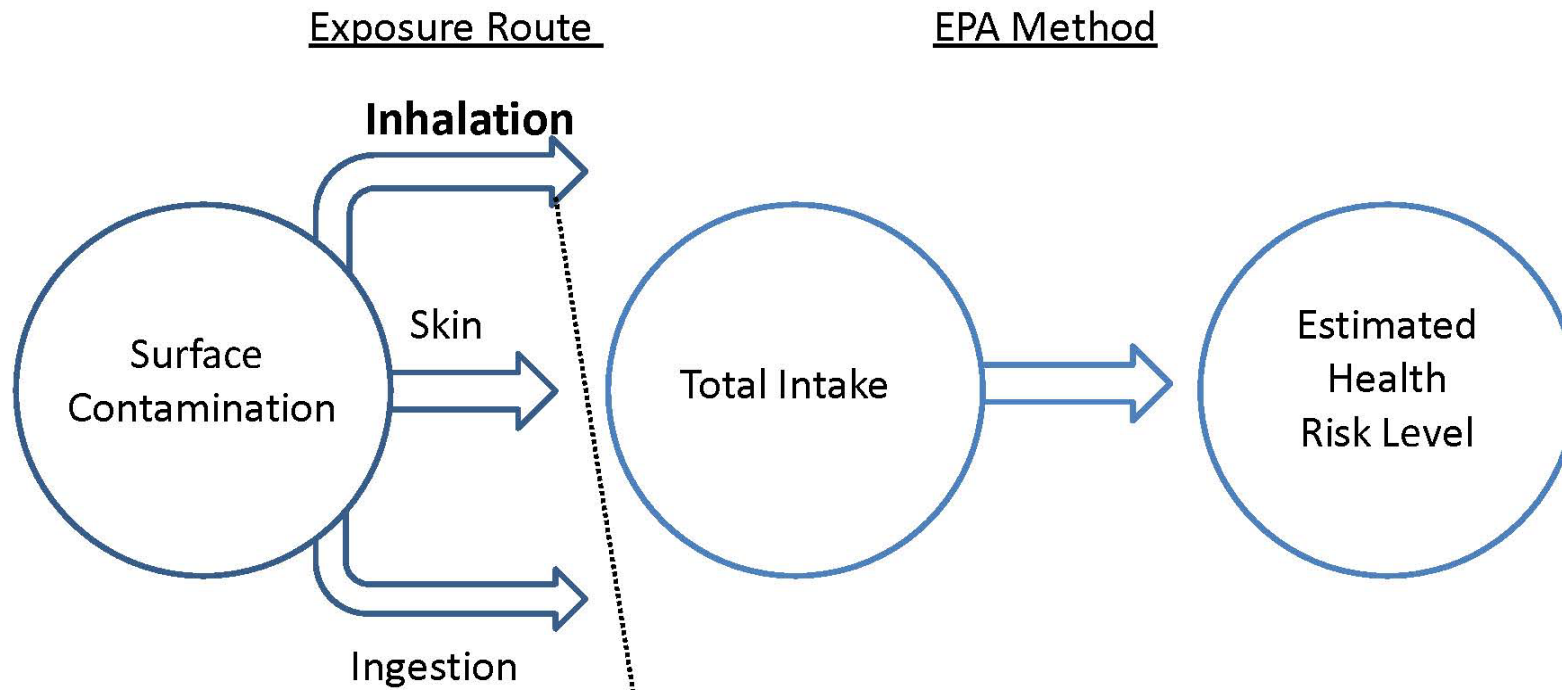 Exposure Route
EPA Method
Inhalation
Surface
Contamination
Skin
Total Intake
Estimated
Health
Risk Level
Ingestion